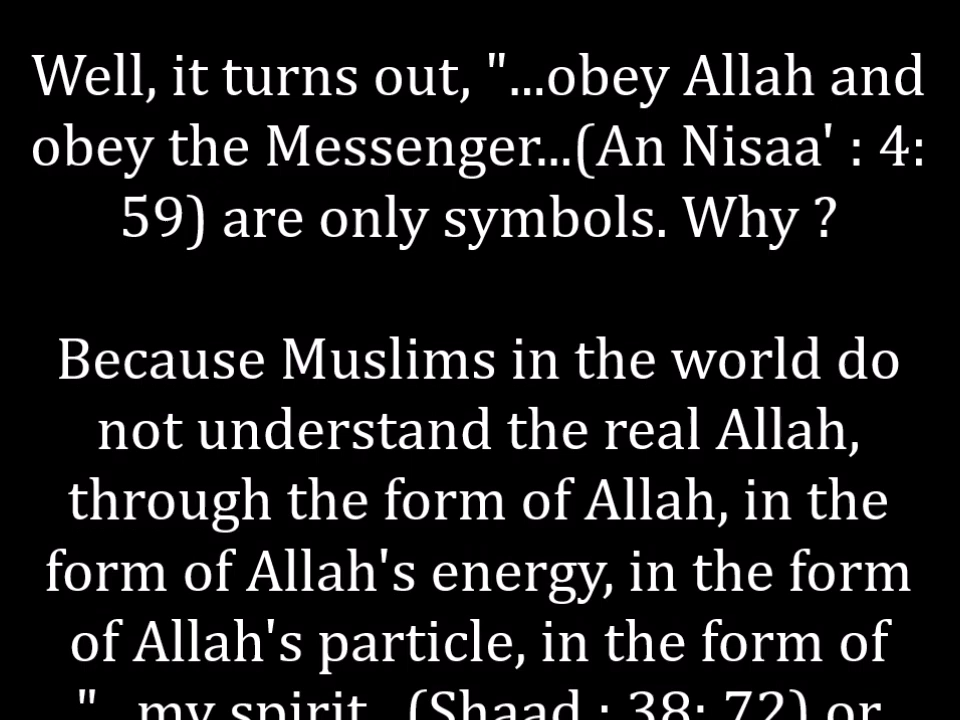 Well, it turns out, "...obey Allah and
obey the Messenger...(An Nisaa' : 4:
59) are only symbols. Why ?
Because Muslims in the world do
not understand the real Allah,
through the form of Allah, in the
form of Allah's energy, in the form
of Allah's particle, in the form of
"...my spirit...(Shaad : 38: 72) or